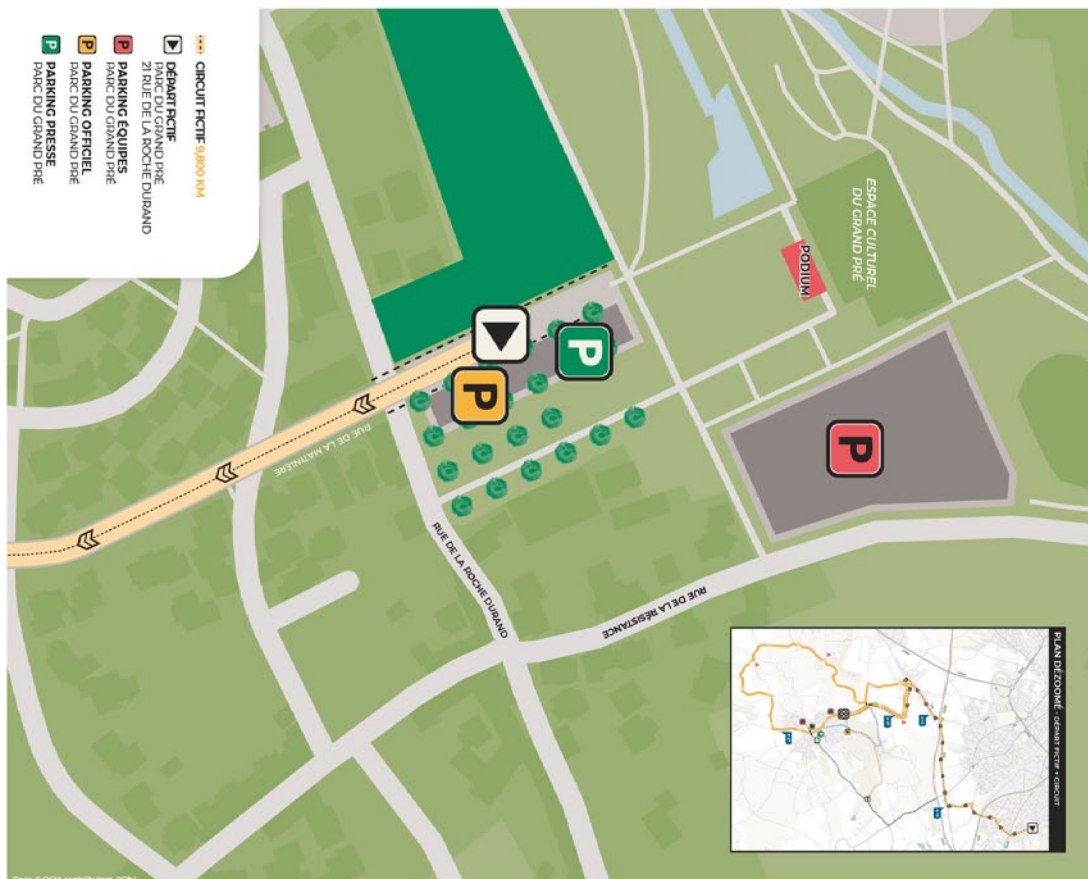 CIRCUIT FICTIF 9,800 KM
DÉPART FICTIF
PARC DU GRAND PRÉ
21 RUE DE LA ROCHE DURAND
P PARKING ÉQUIPES
PARC DU GRAND PRÉ
P PARKING OFFICIEL
PARC DU GRAND PRÉ
P PARKING PRESSE
PARC DU GRAND PRÉ
ESPACE CULTUREL
DU GRAND PRÉ
PODIUM
P
P
P
RUE DE LA MATINIÈRE
RUE DE LA ROCHE DURAND
RUE DE LA RÉSISTANCE
PLAN DÉZOOMÉ - DÉPART FICTIF + CIRCUIT